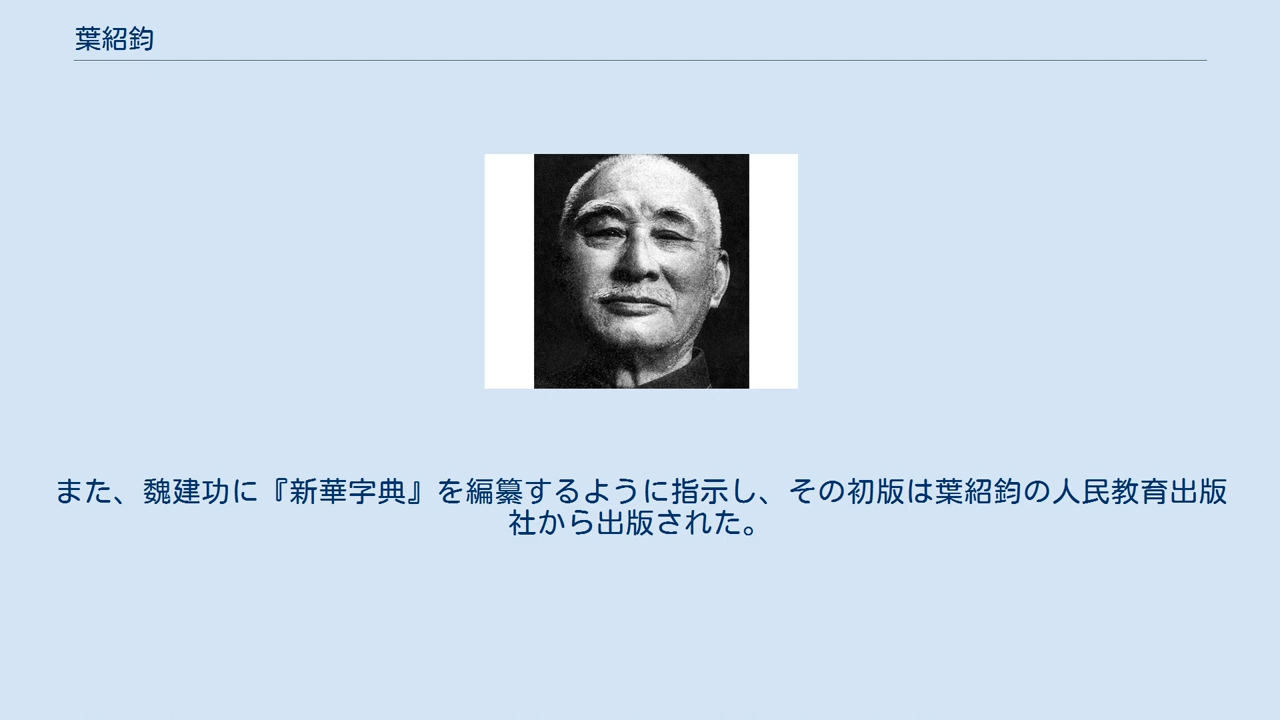 葉紹鈞
また、魏建功に『新華字典』を編纂するように指示し、その初版は葉紹鈞の人民教育出版
社から出版された。